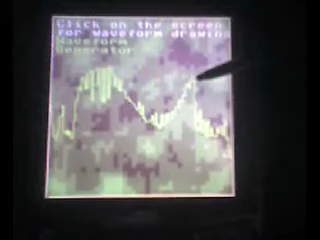 Click on the screen
for waveform drawing
Waveform
Generator